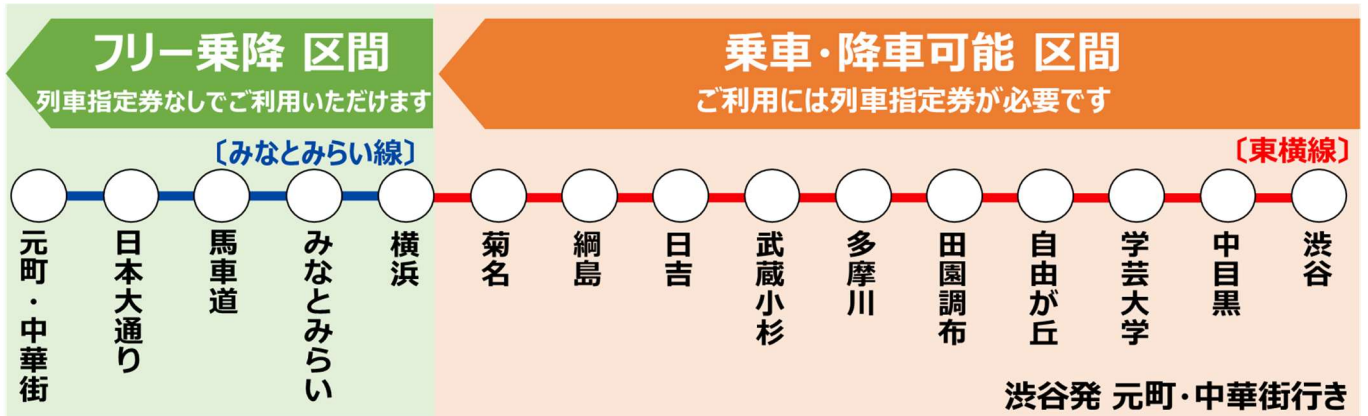 フリー乗降 区間
列車指定券なしでご利用いただけます
乗車・降車可能 区間
ご利用には列車指定券が必要です
〔みなとみらい線〕
〔東横線〕
元町・中華街
日本大通り
馬車道
みなとみらい
横浜
菊名
綱島
日吉
武蔵小杉
多摩川
田園調布
自由が丘
学芸大学
中目黒
渋谷
渋谷発 元町・中華街行き